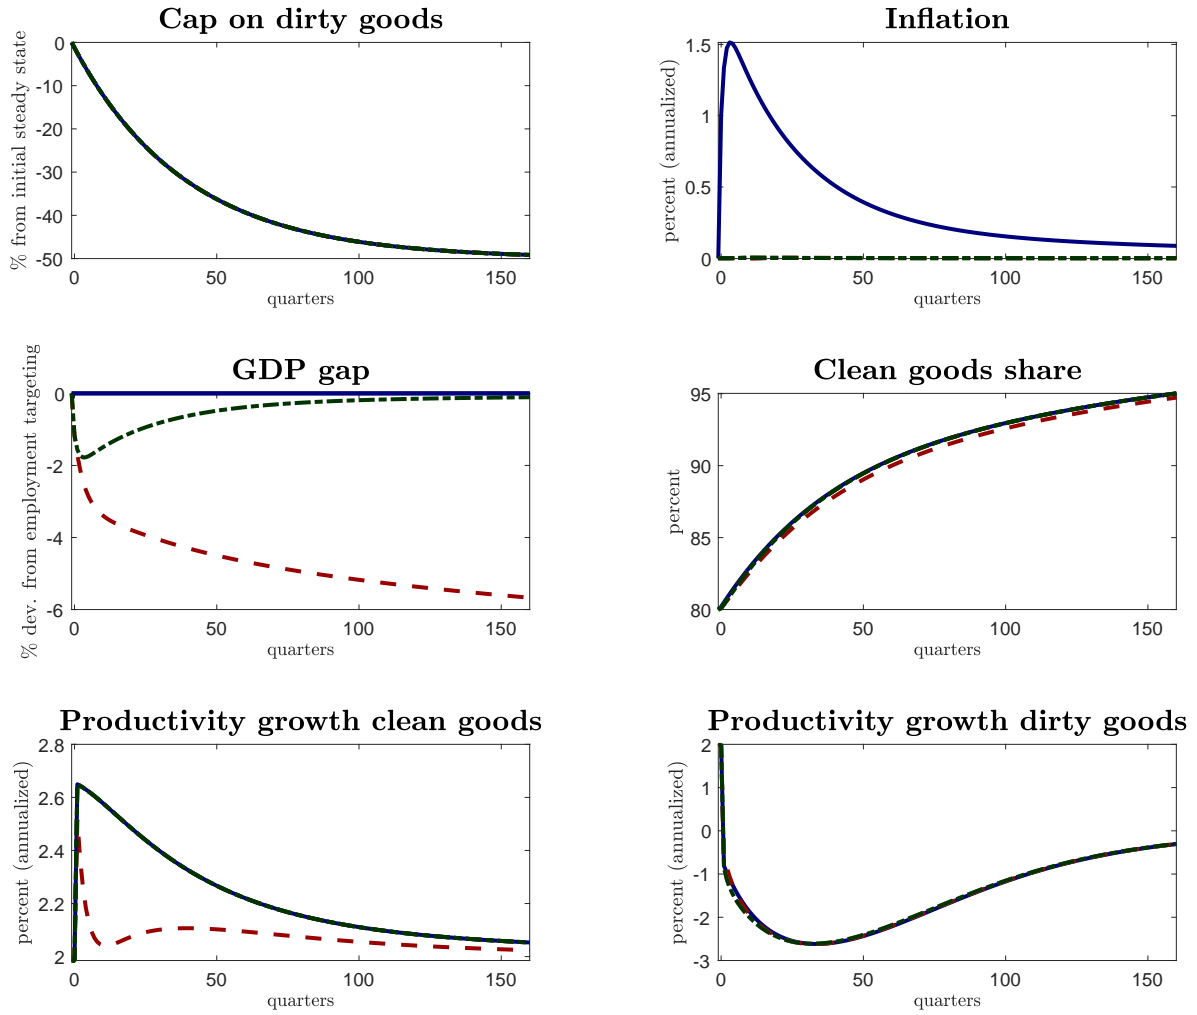 Cap on dirty goods
% from initial steady state
0
-10
-20
-30
-40
-50
0 50 100 150
quarters
Inflation
percent (annualized)
1.5
1
0.5
0
0 50 100 150
quarters
GDP gap
% dev. from employment targeting
0
-2
-4
-6
0 50 100 150
quarters
Clean goods share
percent
95
90
85
80
0 50 100 150
quarters
Productivity growth clean goods
percent (annualized)
2.8
2.6
2.4
2.2
2
0 50 100 150
quarters
Productivity growth dirty goods
percent (annualized)
2
1
0
-1
-2
-3
0 50 100 150
quarters